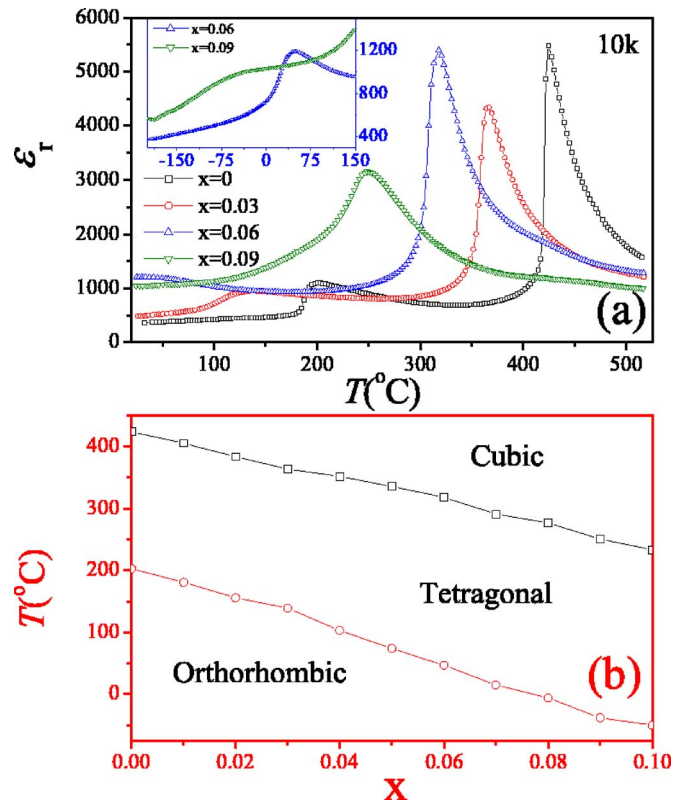 6000
5000
4000
3000
2000
1000
0
εr
x=0.06
x=0.09
1200
800
400
-150 -75 0 75 150
10k
x=0
x=0.03
x=0.06
x=0.09
(a)
100 200 300 400 500
T(°C)
400
300
200
100
0
T(°C)
Cubic
Tetragonal
Orthorhombic
(b)
0.00 0.02 0.04 0.06 0.08 0.10
x